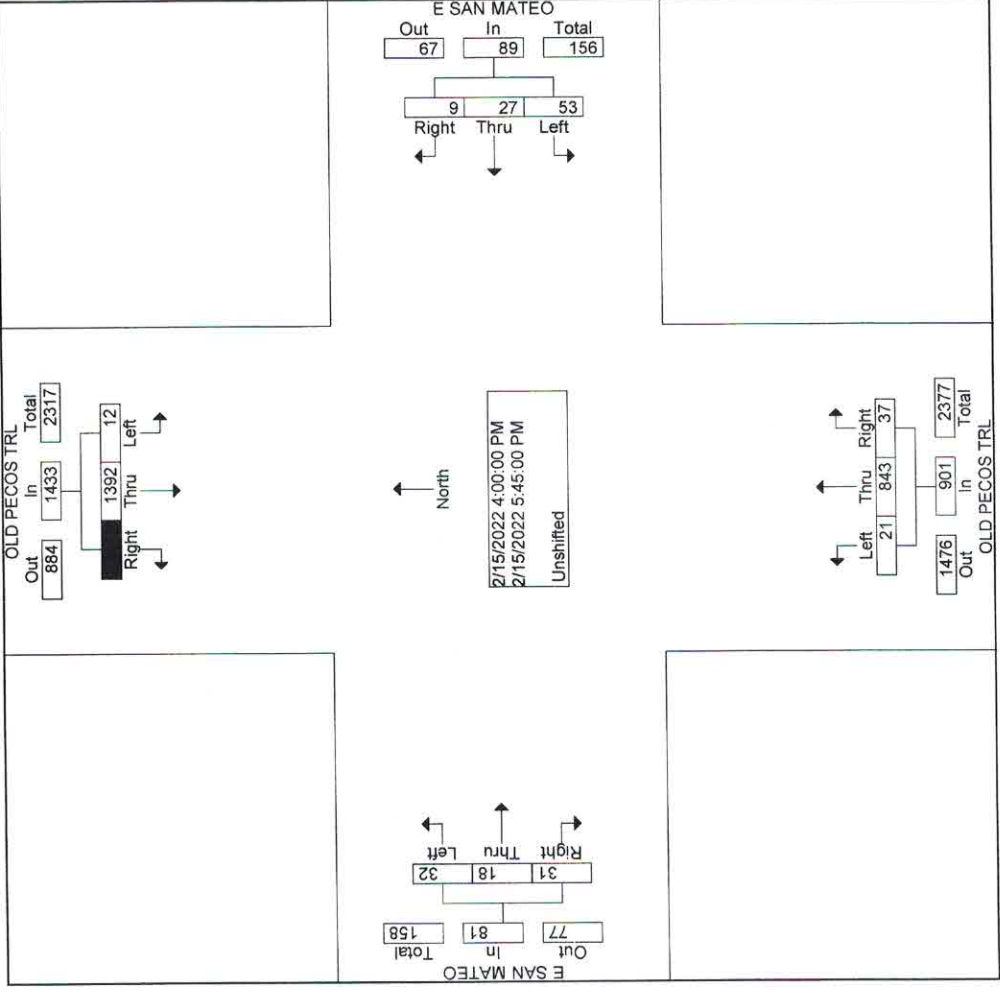 E SAN MATEO
Out In Total
67 89 156
9 27 53
Right Thru Left
OLD PECOS TRL
Out In Total
884 1433 2317
1392 12
Right Thru Left
North
2/15/2022 4:00:00 PM
2/15/2022 5:45:00 PM
Unshifted
Left Thru Right
21 843 37
1476 901 2377
Out In Total
OLD PECOS TRL
Left Thru Right
32 18 31
Total In Out
158 81 77
E SAN MATEO